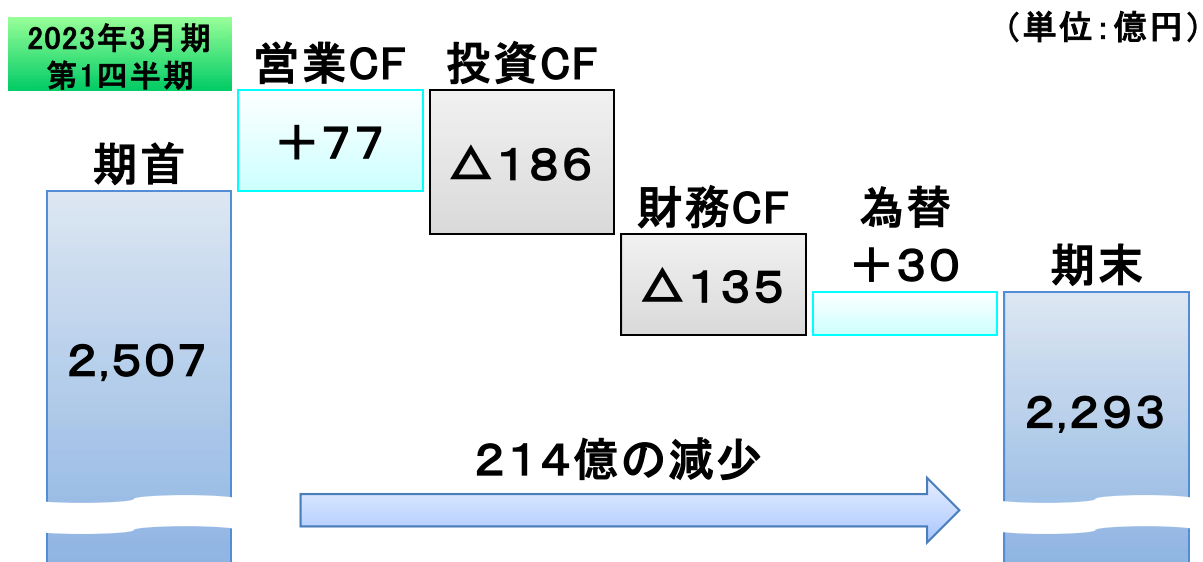 2023年3月期
第1四半期
（単位：億円）
営業CF
＋77
投資CF
△186
期首
2,507
財務CF
△135
為替
＋30
期末
2,293
214億の減少